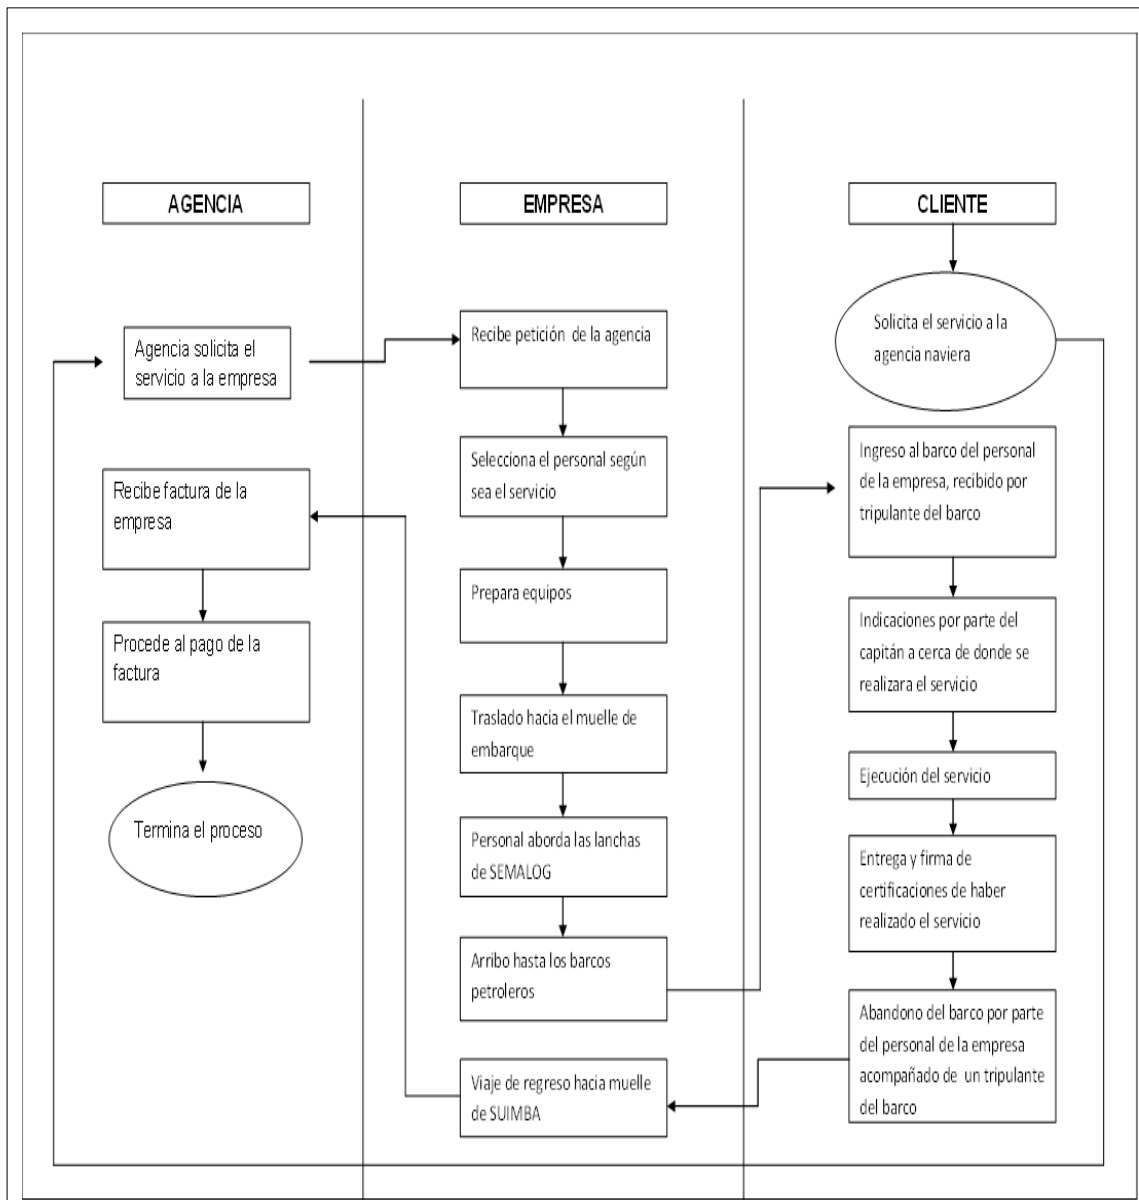 AGENCIA
Agencia solicita el
servicio a la empresa
Recibe factura de la
empresa
Procede al pago de la
factura
Termina el proceso
EMPRESA
Recibe petición de la agencia
Selecciona el personal según
sea el servicio
Prepara equipos
Traslado hacia el muelle de
embarque
Personal aborda las lanchas
de SEMALOG
Arribo hasta los barcos
petroleros
Viaje de regreso hacia muelle
de SUIMBA
CLIENTE
Solicita el servicio a la
agencia naviera
Ingreso al barco del personal
de la empresa, recibido por
tripulante del barco
Indicaciones por parte del
capitán a cerca de donde se
realizara el servicio
Ejecución del servicio
Entrega y firma de
certificaciones de haber
realizado el servicio
Abandono del barco por parte
del personal de la empresa
acompañado de un tripulante
del barco